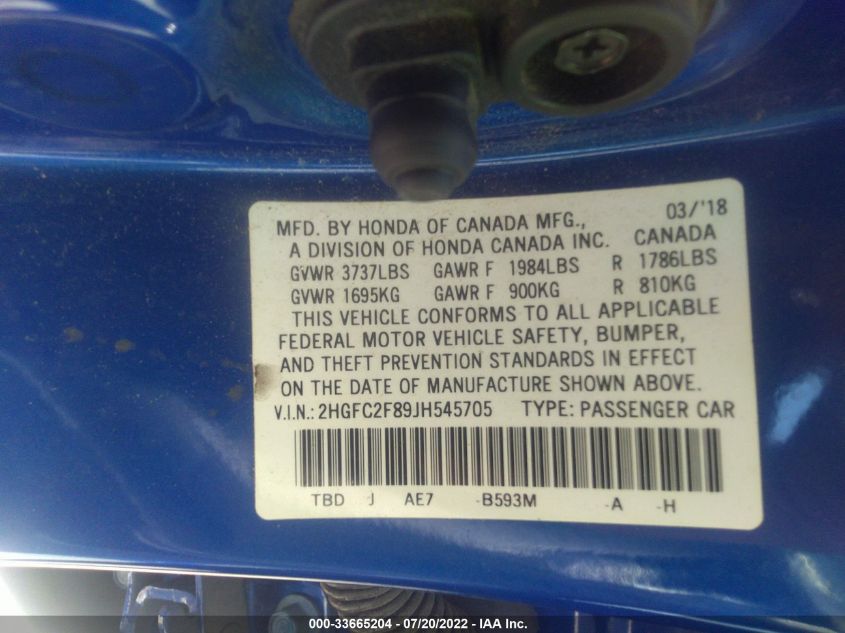 MFD. BY HONDA OF CANADA MFG., 03/'18
A DIVISION OF HONDA CANADA INC. CANADA
GVWR 3737LBS GAWR F 1984LBS R 1786LBS
GVWR 1695KG GAWR F 900KG R 810KG
THIS VEHICLE CONFORMS TO ALL APPLICABLE
FEDERAL MOTOR VEHICLE SAFETY, BUMPER,
AND THEFT PREVENTION STANDARDS IN EFFECT
ON THE DATE OF MANUFACTURE SHOWN ABOVE.
V.I.N.: 2HGFC2F89JH545705 TYPE: PASSENGER CAR
TBD J AE7 -B593M -A -H
000-33665204 - 07/20/2022 - IAA Inc.